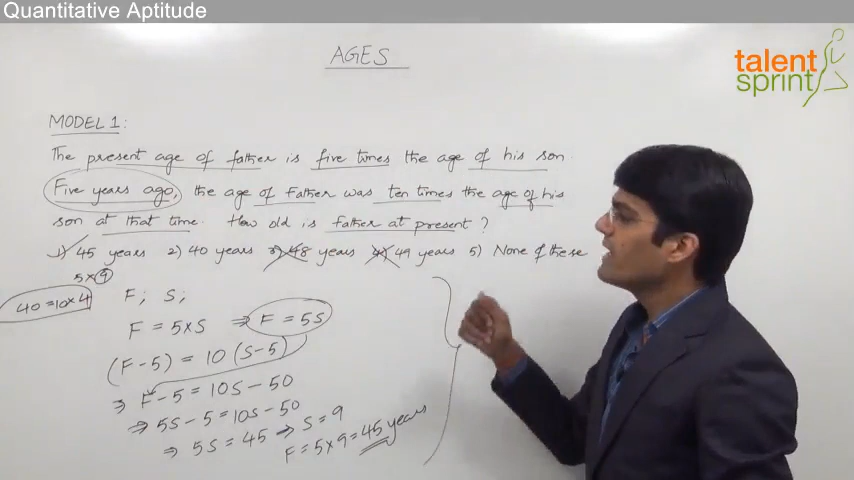 Quantitative Aptitude
AGES
talent
sprint
MODEL 1:
The present age of father is five times the age of his son.
Five years ago, the age of Father was ten times the age of his
son at that time. How old is father at present ?
1) 45 years 2) 40 years 3) 48 years 4) 49 years 5) None of these
5×9
40 = 10×4
F; S;
F = 5×S ⇒ F = 5S
(F-5) = 10 (S-5)
⇒ F-5 = 10S - 50
⇒ 5S - 5 = 10S - 50
⇒ 5S = 45 ⇒ S = 9
F = 5×9 = 45 years